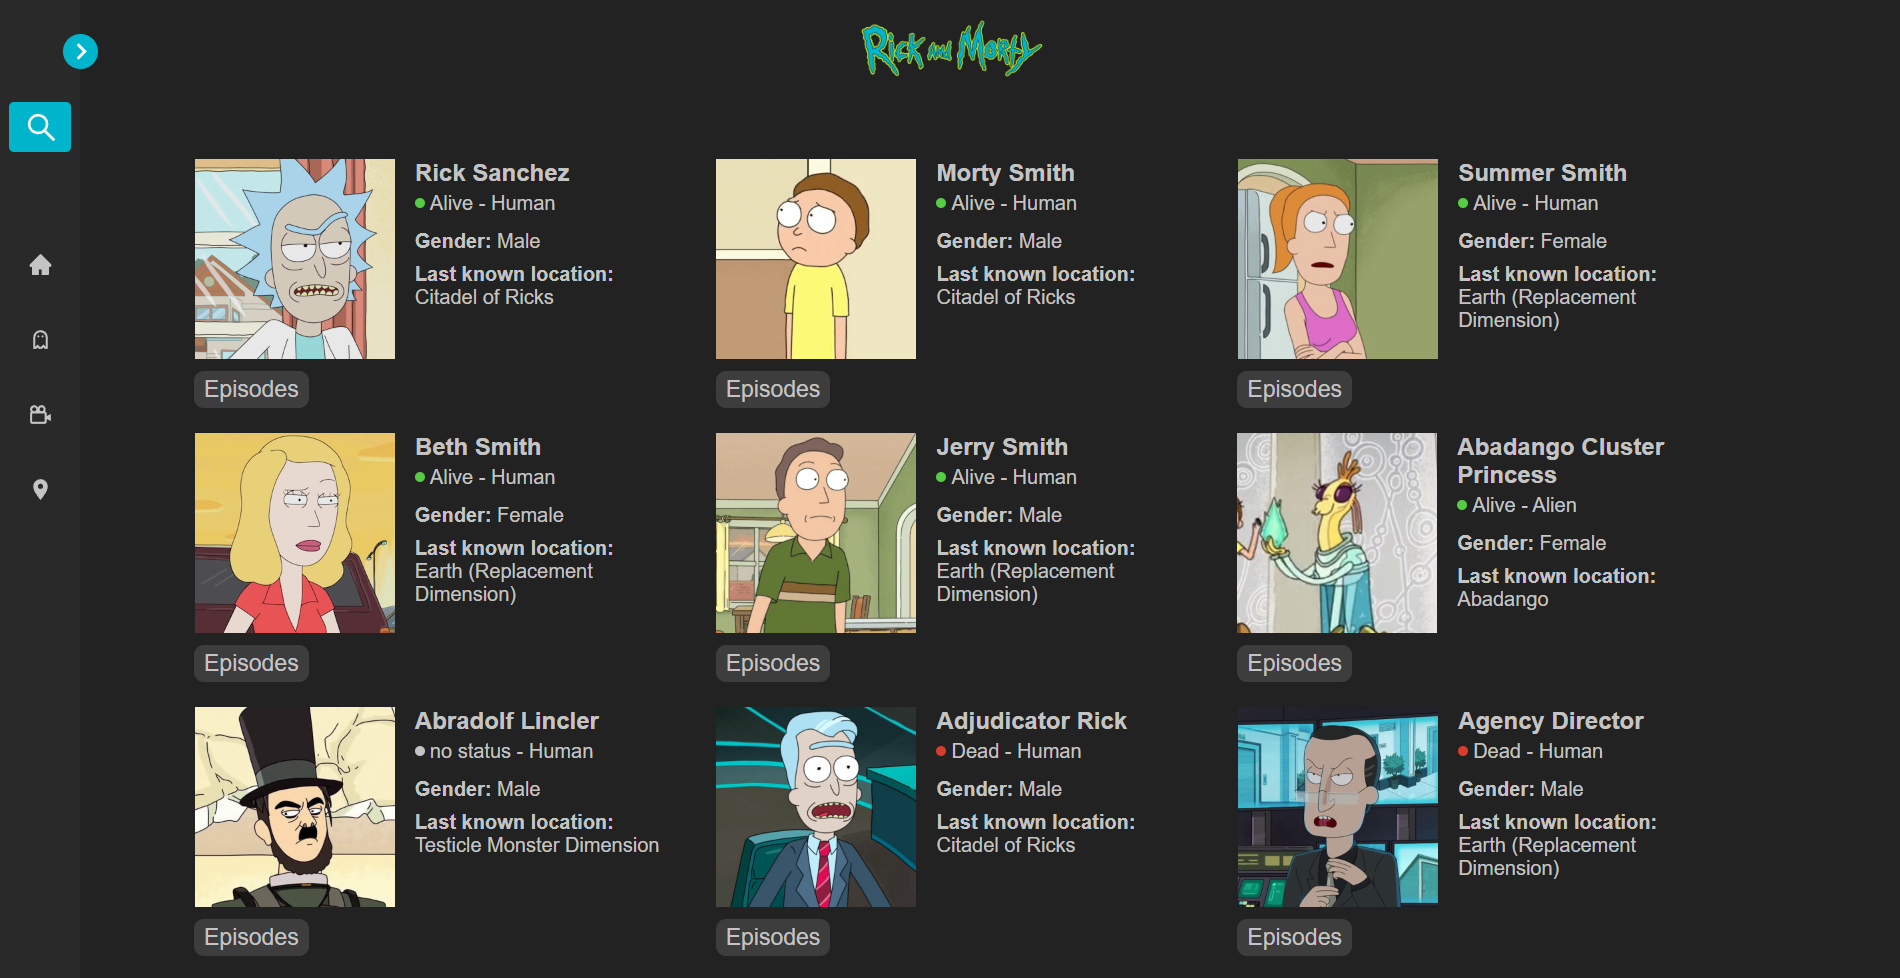 Rick and Morty
Rick Sanchez
Alive - Human
Gender: Male
Last known location:
Citadel of Ricks
Episodes
Morty Smith
Alive - Human
Gender: Male
Last known location:
Citadel of Ricks
Episodes
Summer Smith
Alive - Human
Gender: Female
Last known location:
Earth (Replacement
Dimension)
Episodes
Beth Smith
Alive - Human
Gender: Female
Last known location:
Earth (Replacement
Dimension)
Episodes
Jerry Smith
Alive - Human
Gender: Male
Last known location:
Earth (Replacement
Dimension)
Episodes
Abadango Cluster
Princess
Alive - Alien
Gender: Female
Last known location:
Abadango
Episodes
Abradolf Lincler
no status - Human
Gender: Male
Last known location:
Testicle Monster Dimension
Episodes
Adjudicator Rick
Dead - Human
Gender: Male
Last known location:
Citadel of Ricks
Episodes
Agency Director
Dead - Human
Gender: Male
Last known location:
Earth (Replacement
Dimension)
Episodes